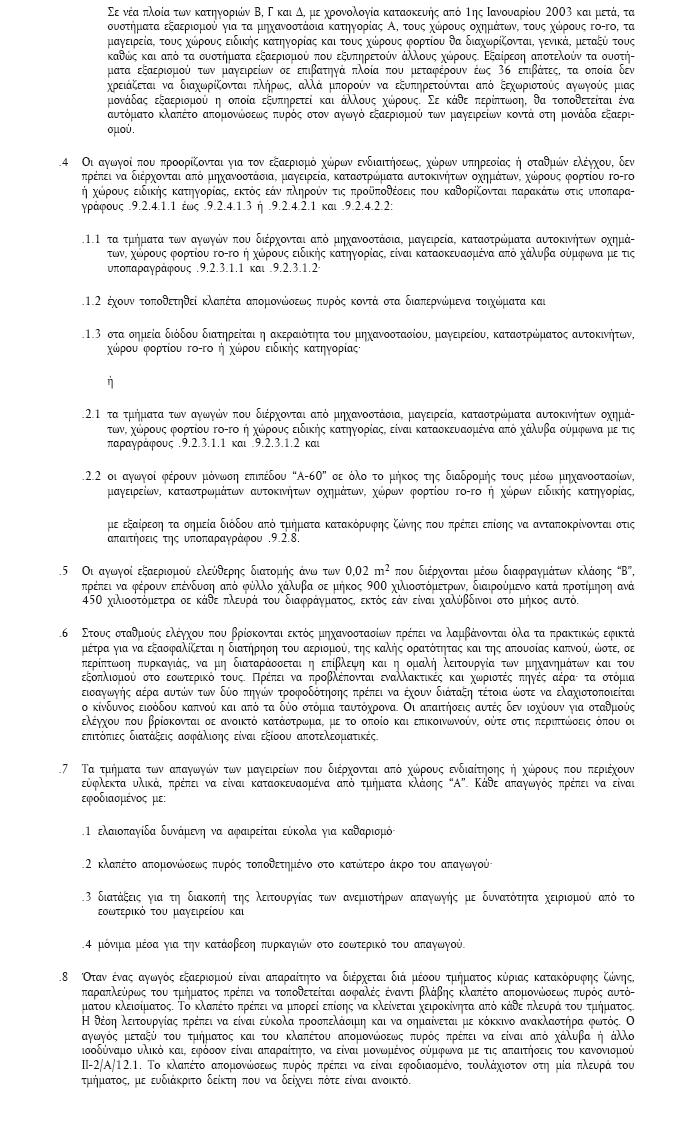 Σε νέα πλοία των κατηγοριών Β, Γ και Δ, με χρονολογία κατασκευής από 1ης Ιανουαρίου 2003 και μετά, τα
συστήματα εξαερισμού για τα μηχανοστάσια κατηγορίας Α, τους χώρους οχημάτων, τους χώρους ro-ro, τα
μαγειρεία, τους χώρους ειδικής κατηγορίας και τους χώρους φορτίου θα διαχωρίζονται, γενικά, μεταξύ τους
καθώς και από τα συστήματα εξαερισμού που εξυπηρετούν άλλους χώρους. Εξαίρεση αποτελούν τα συστή-
ματα εξαερισμού των μαγειρείων σε επιβατηγά πλοία που μεταφέρουν έως 36 επιβάτες, τα οποία δεν
χρειάζεται να διαχωρίζονται πλήρως, αλλά μπορούν να εξυπηρετούνται από ξεχωριστούς αγωγούς μιας
μονάδας εξαερισμού η οποία εξυπηρετεί και άλλους χώρους. Σε κάθε περίπτωση, θα τοποθετείται ένα
αυτόματο κλαπέτο απομονώσεως πυρός στον αγωγό εξαερισμού των μαγειρείων κοντά στη μονάδα εξαερι-
σμού.
.4 Οι αγωγοί που προορίζονται για τον εξαερισμό χώρων ενδιαιτήσεως, χώρων υπηρεσίας ή σταθμών ελέγχου, δεν
πρέπει να διέρχονται από μηχανοστάσια, μαγειρεία, καταστρώματα αυτοκινήτων οχημάτων, χώρους φορτίου ro-ro
ή χώρους ειδικής κατηγορίας, εκτός εάν πληρούν τις προϋποθέσεις που καθορίζονται παρακάτω στις υποπαρα-
γράφους .9.2.4.1.1 έως .9.2.4.1.3 ή .9.2.4.2.1 και .9.2.4.2.2:
.1.1 τα τμήματα των αγωγών που διέρχονται από μηχανοστάσια, μαγειρεία, καταστρώματα αυτοκινήτων οχημά-
των, χώρους φορτίου ro-ro ή χώρους ειδικής κατηγορίας, είναι κατασκευασμένα από χάλυβα σύμφωνα με τις
υποπαραγράφους .9.2.3.1.1 και .9.2.3.1.2·
.1.2 έχουν τοποθετηθεί κλαπέτα απομονώσεως πυρός κοντά στα διαπερνώμενα τοιχώματα και
.1.3 στα σημεία διόδου διατηρείται η ακεραιότητα του μηχανοστασίου, μαγειρείου, καταστρώματος αυτοκινήτων,
χώρου φορτίου ro-ro ή χώρου ειδικής κατηγορίας·
ή
.2.1 τα τμήματα των αγωγών που διέρχονται από μηχανοστάσια, μαγειρεία, καταστρώματα αυτοκινήτων οχημά-
των, χώρους φορτίου ro-ro ή χώρους ειδικής κατηγορίας, είναι κατασκευασμένα από χάλυβα σύμφωνα με τις
παραγράφους .9.2.3.1.1 και .9.2.3.1.2 και
.2.2 οι αγωγοί φέρουν μόνωση επιπέδου “Α-60” σε όλο το μήκος της διαδρομής τους μέσω μηχανοστασίων,
μαγειρείων, καταστρωμάτων αυτοκινήτων οχημάτων, χώρων φορτίου ro-ro ή χώρων ειδικής κατηγορίας,
με εξαίρεση τα σημεία διόδου από τμήματα κατακόρυφης ζώνης που πρέπει επίσης να ανταποκρίνονται στις
απαιτήσεις της υποπαραγράφου .9.2.8.
.5 Οι αγωγοί εξαερισμού ελεύθερης διατομής άνω των 0,02 m² που διέρχονται μέσω διαφραγμάτων κλάσης “Β”,
πρέπει να φέρουν επένδυση από φύλλο χάλυβα σε μήκος 900 χιλιοστόμετρων, διαιρούμενο κατά προτίμηση ανά
450 χιλιοστόμετρα σε κάθε πλευρά του διαφράγματος, εκτός εάν είναι χαλύβδινοι στο μήκος αυτό.
.6 Στους σταθμούς ελέγχου που βρίσκονται εκτός μηχανοστασίων πρέπει να λαμβάνονται όλα τα πρακτικώς εφικτά
μέτρα για να εξασφαλίζεται η διατήρηση του αερισμού, της καλής ορατότητας και της απουσίας καπνού, ώστε, σε
περίπτωση πυρκαγιάς, να μη διαταράσσεται η επίβλεψη και η ομαλή λειτουργία των μηχανημάτων και του
εξοπλισμού στο εσωτερικό τους. Πρέπει να προβλέπονται εναλλακτικές και χωριστές πηγές αέρα· τα στόμια
εισαγωγής αέρα αυτών των δύο πηγών τροφοδότησης πρέπει να έχουν διάταξη τέτοια ώστε να ελαχιστοποιείται
ο κίνδυνος εισόδου καπνού και από τα δύο στόμια ταυτόχρονα. Οι απαιτήσεις αυτές δεν ισχύουν για σταθμούς
ελέγχου που βρίσκονται σε ανοικτό κατάστρωμα, με το οποίο και επικοινωνούν, ούτε στις περιπτώσεις όπου οι
επιτόπιες διατάξεις ασφάλισης είναι εξίσου αποτελεσματικές.
.7 Τα τμήματα των απαγωγών των μαγειρείων που διέρχονται από χώρους ενδιαίτησης ή χώρους που περιέχουν
εύφλεκτα υλικά, πρέπει να είναι κατασκευασμένα από τμήματα κλάσης “Α”. Κάθε απαγωγός πρέπει να είναι
εφοδιασμένος με:
.1 ελαιοπαγίδα δυνάμενη να αφαιρείται εύκολα για καθαρισμό·
.2 κλαπέτο απομονώσεως πυρός τοποθετημένο στο κατώτερο άκρο του απαγωγού·
.3 διατάξεις για τη διακοπή της λειτουργίας των ανεμιστήρων απαγωγής με δυνατότητα χειρισμού από το
εσωτερικό του μαγειρείου και
.4 μόνιμα μέσα για την κατάσβεση πυρκαγιών στο εσωτερικό του απαγωγού.
.8 Όταν ένας αγωγός εξαερισμού είναι απαραίτητο να διέρχεται διά μέσου τμήματος κύριας κατακόρυφης ζώνης,
παραπλεύρως του τμήματος πρέπει να τοποθετείται ασφαλές έναντι βλάβης κλαπέτο απομονώσεως πυρός αυτό-
ματου κλεισίματος. Το κλαπέτο πρέπει να μπορεί επίσης να κλείνεται χειροκίνητα από κάθε πλευρά του τμήματος.
Η θέση λειτουργίας πρέπει να είναι εύκολα προσπελάσιμη και να σημαίνεται με κόκκινο ανακλαστήρα φωτός. Ο
αγωγός μεταξύ του τμήματος και του κλαπέτου απομονώσεως πυρός πρέπει να είναι από χάλυβα ή άλλο
ισοδύναμο υλικό και, εφόσον είναι απαραίτητο, να είναι μονωμένος σύμφωνα με τις απαιτήσεις του κανονισμού
ΙΙ-2/Α/12.1. Το κλαπέτο απομονώσεως πυρός πρέπει να είναι εφοδιασμένο, τουλάχιστον στη μία πλευρά του
τμήματος, με ευδιάκριτο δείκτη που να δείχνει πότε είναι ανοικτό.